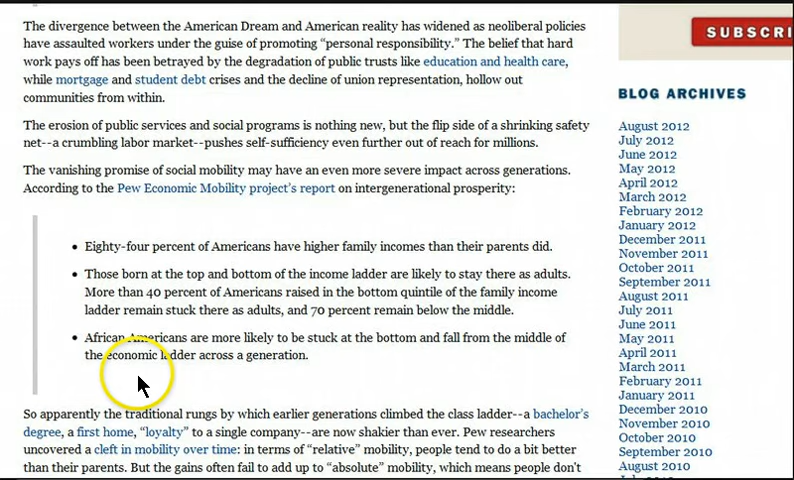 The divergence between the American Dream and American reality has widened as neoliberal policies
have assaulted workers under the guise of promoting “personal responsibility.” The belief that hard
work pays off has been betrayed by the degradation of public trusts like education and health care,
while mortgage and student debt crises and the decline of union representation, hollow out
communities from within.
The erosion of public services and social programs is nothing new, but the flip side of a shrinking safety
net--a crumbling labor market--pushes self-sufficiency even further out of reach for millions.
The vanishing promise of social mobility may have an even more severe impact across generations.
According to the Pew Economic Mobility project's report on intergenerational prosperity:
• Eighty-four percent of Americans have higher family incomes than their parents did.
• Those born at the top and bottom of the income ladder are likely to stay there as adults.
More than 40 percent of Americans raised in the bottom quintile of the family income
ladder remain stuck there as adults, and 70 percent remain below the middle.
• African Americans are more likely to be stuck at the bottom and fall from the middle of
the economic ladder across a generation.
So apparently the traditional rungs by which earlier generations climbed the class ladder--a bachelor's
degree, a first home, “loyalty” to a single company--are now shakier than ever. Pew researchers
uncovered a cleft in mobility over time: in terms of “relative” mobility, people tend to do a bit better
than their parents. But the gains often fail to add up to “absolute” mobility, which means people don't
SUBSCRI
BLOG ARCHIVES
August 2012
July 2012
June 2012
May 2012
April 2012
March 2012
February 2012
January 2012
December 2011
November 2011
October 2011
September 2011
August 2011
July 2011
June 2011
May 2011
April 2011
March 2011
February 2011
January 2011
December 2010
November 2010
October 2010
September 2010
August 2010